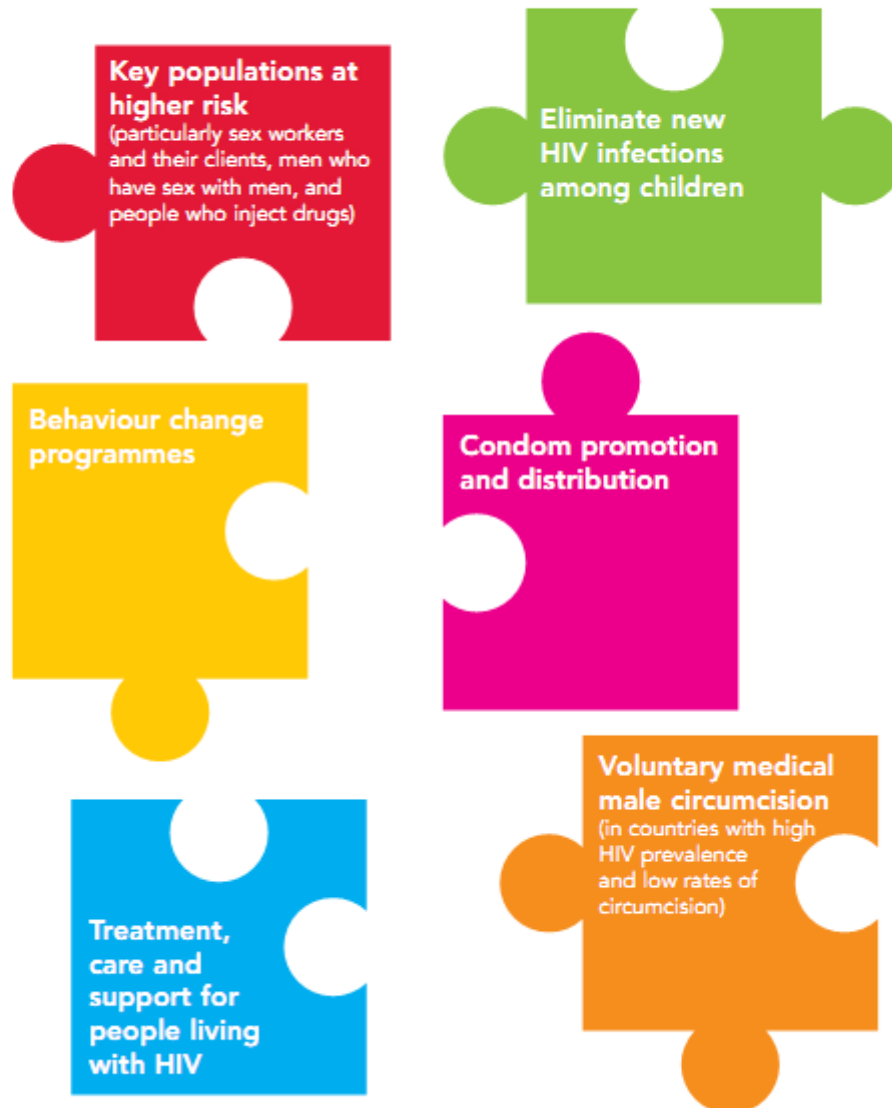 Key populations at
higher risk
(particularly sex workers
and their clients, men who
have sex with men, and
people who inject drugs)
Eliminate new
HIV infections
among children
Behaviour change
programmes
Condom promotion
and distribution
Treatment,
care and
support for
people living
with HIV
Voluntary medical
male circumcision
(in countries with high
HIV prevalence
and low rates of
circumcision)